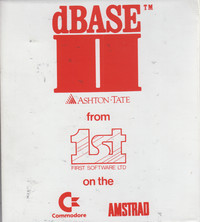 dBASE™
II
ASHTON·TATE
from
1st
FIRST SOFTWARE LTD
on the
Commodore AMSTRAD